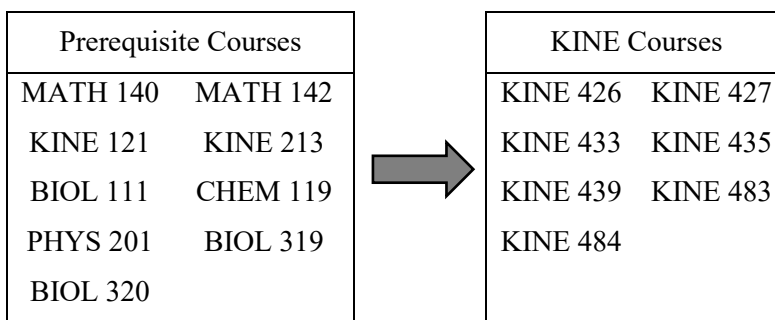 Prerequisite Courses
MATH 140 MATH 142
KINE 121 KINE 213
BIOL 111 CHEM 119
PHYS 201 BIOL 319
BIOL 320
KINE Courses
KINE 426 KINE 427
KINE 433 KINE 435
KINE 439 KINE 483
KINE 484